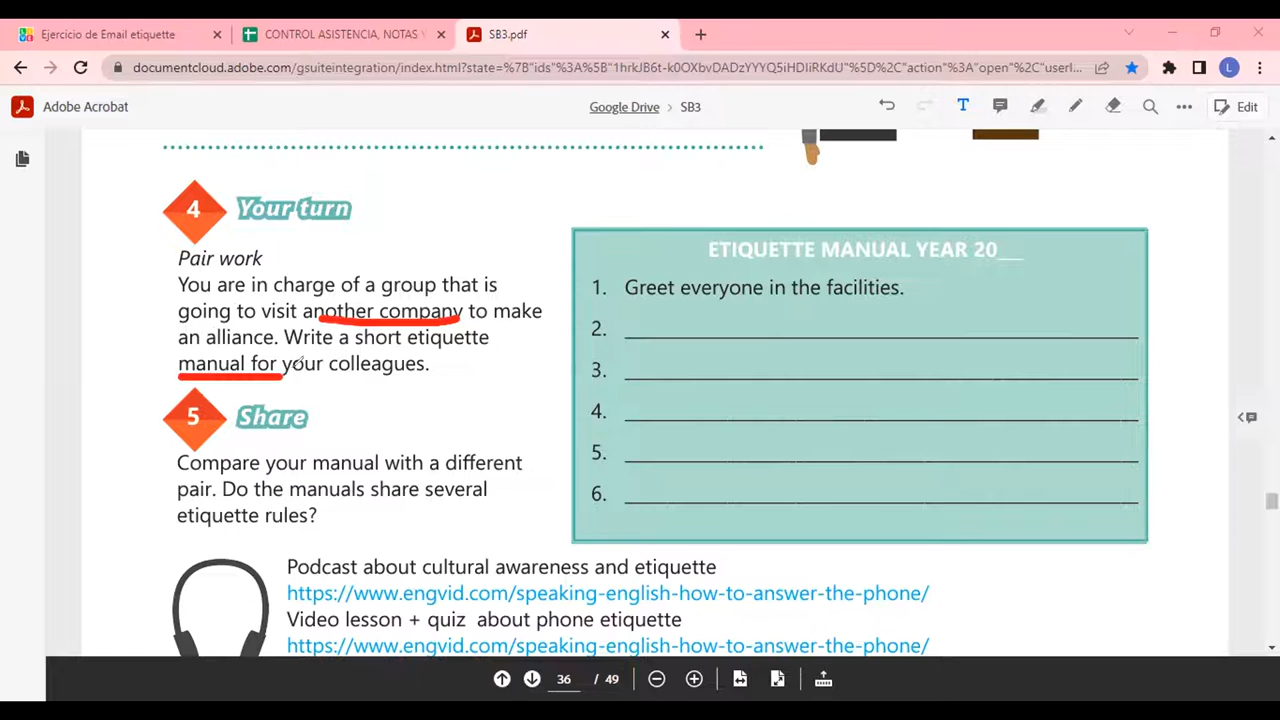 Ejercicio de Email etiquette
CONTROL ASISTENCIA, NOTAS
SB3.pdf
documentcloud.adobe.com/gsuiteintegration/index.html?state=%7B"ids"%3A%5B"1hrkJB6t-k0OXbvDADzYYYQ5iHDIiRKdU"%5D%2C"action"%3A"open"%2C"userI...
L
Adobe Acrobat
Google Drive > SB3
T
Edit
4 Your turn
Pair work
You are in charge of a group that is
going to visit another company to make
an alliance. Write a short etiquette
manual for your colleagues.
5 Share
Compare your manual with a different
pair. Do the manuals share several
etiquette rules?
ETIQUETTE MANUAL YEAR 20__
1. Greet everyone in the facilities.
2.
3.
4.
5.
6.
Podcast about cultural awareness and etiquette
https://www.engvid.com/speaking-english-how-to-answer-the-phone/
Video lesson + quiz about phone etiquette
https://www.engvid.com/speaking-english-how-to-answer-the-phone/
36 / 49